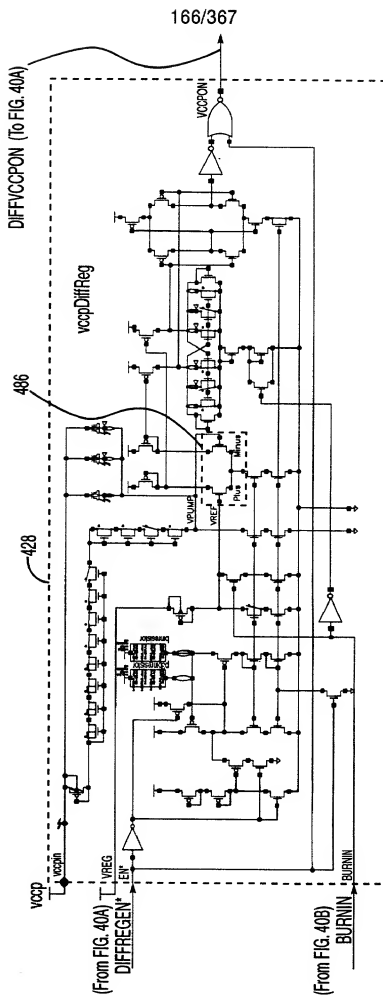 166/367
DIFFVCCPON (To FIG. 40A)
VCCPON
vccpDiffReg
486
428
VPUMP
VREF
Plus
Minus
vccp
vccpin
VREG
(From FIG. 40A)
DIFFREGEN*
EN*
(From FIG. 40B)
BURNIN
BURNIN